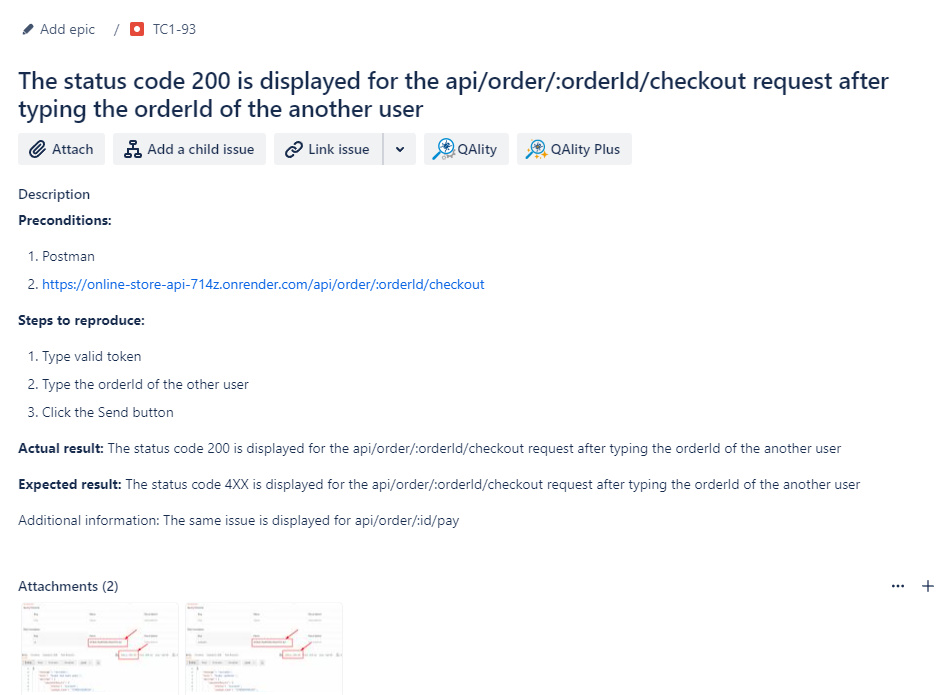 Add epic / TC1-93
The status code 200 is displayed for the api/order/:orderId/checkout request after
typing the orderId of the another user
Attach Add a child issue Link issue QAlity QAlity Plus
Description
Preconditions:
1. Postman
2. https://online-store-api-714z.onrender.com/api/order/:orderId/checkout
Steps to reproduce:
1. Type valid token
2. Type the orderId of the other user
3. Click the Send button
Actual result: The status code 200 is displayed for the api/order/:orderId/checkout request after typing the orderId of the another user
Expected result: The status code 4XX is displayed for the api/order/:orderId/checkout request after typing the orderId of the another user
Additional information: The same issue is displayed for api/order/:id/pay
Attachments (2)